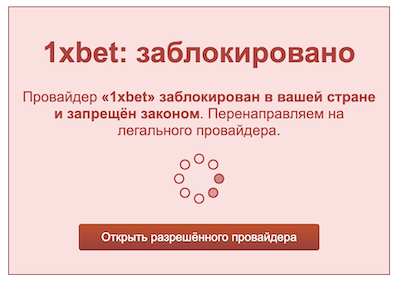 1xbet: заблокировано
Провайдер «1xbet» заблокирован в вашей стране
и запрещён законом. Перенаправляем на
легального провайдера.
Открыть разрешённого провайдера